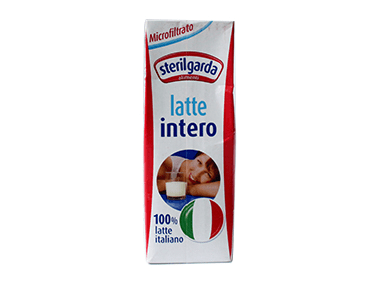 Microfiltrato
sterilgarda
alimenti
latte
intero
100%
latte
italiano